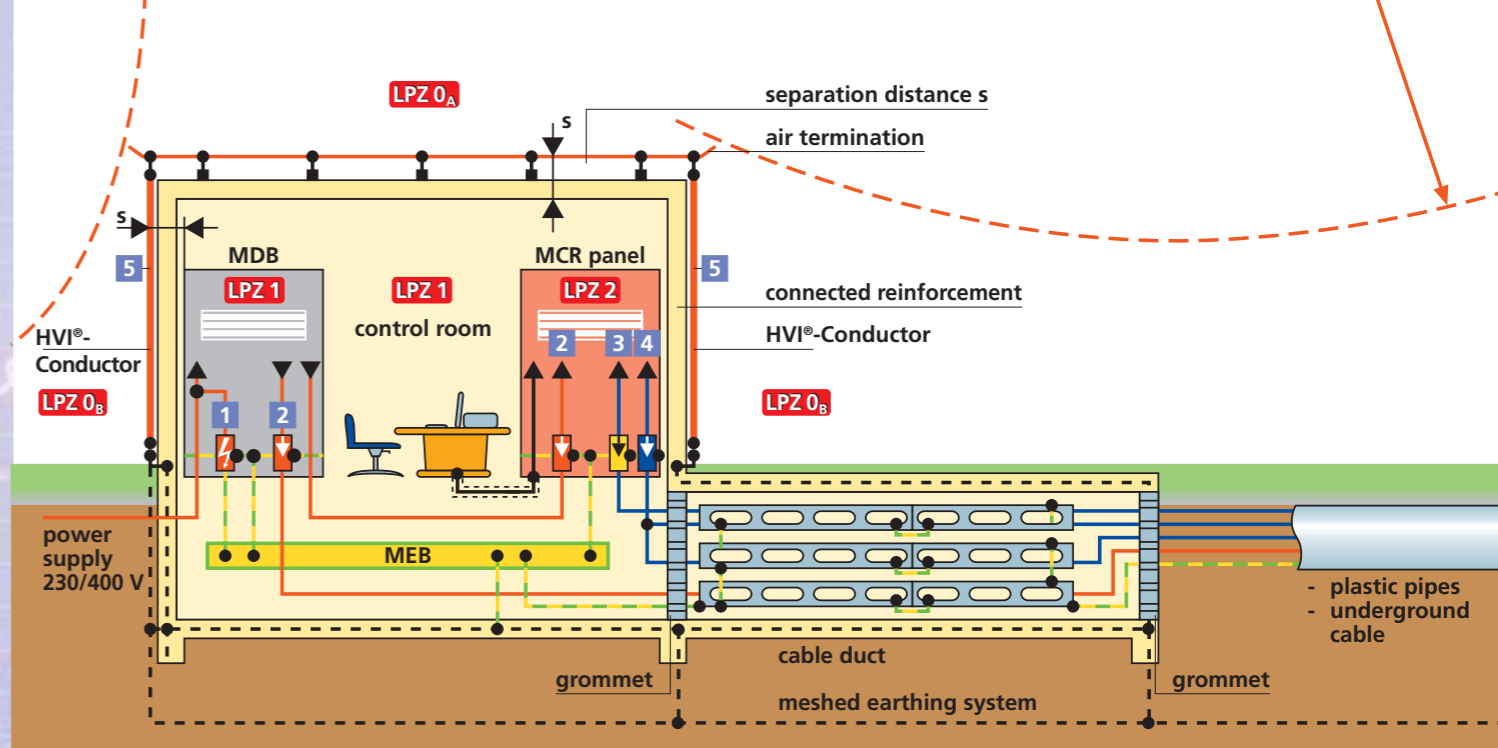 LPZ 0A
separation distance s
s
air termination
s
MDB
MCR panel
5
LPZ 1
LPZ 1
LPZ 2
5
connected reinforcement
control room
HVI®-
Conductor
2
3
4
HVI®-Conductor
LPZ 0B
LPZ 0B
1
2
power
supply
230/400 V
MEB
- plastic pipes
- underground
cable
cable duct
grommet
grommet
meshed earthing system